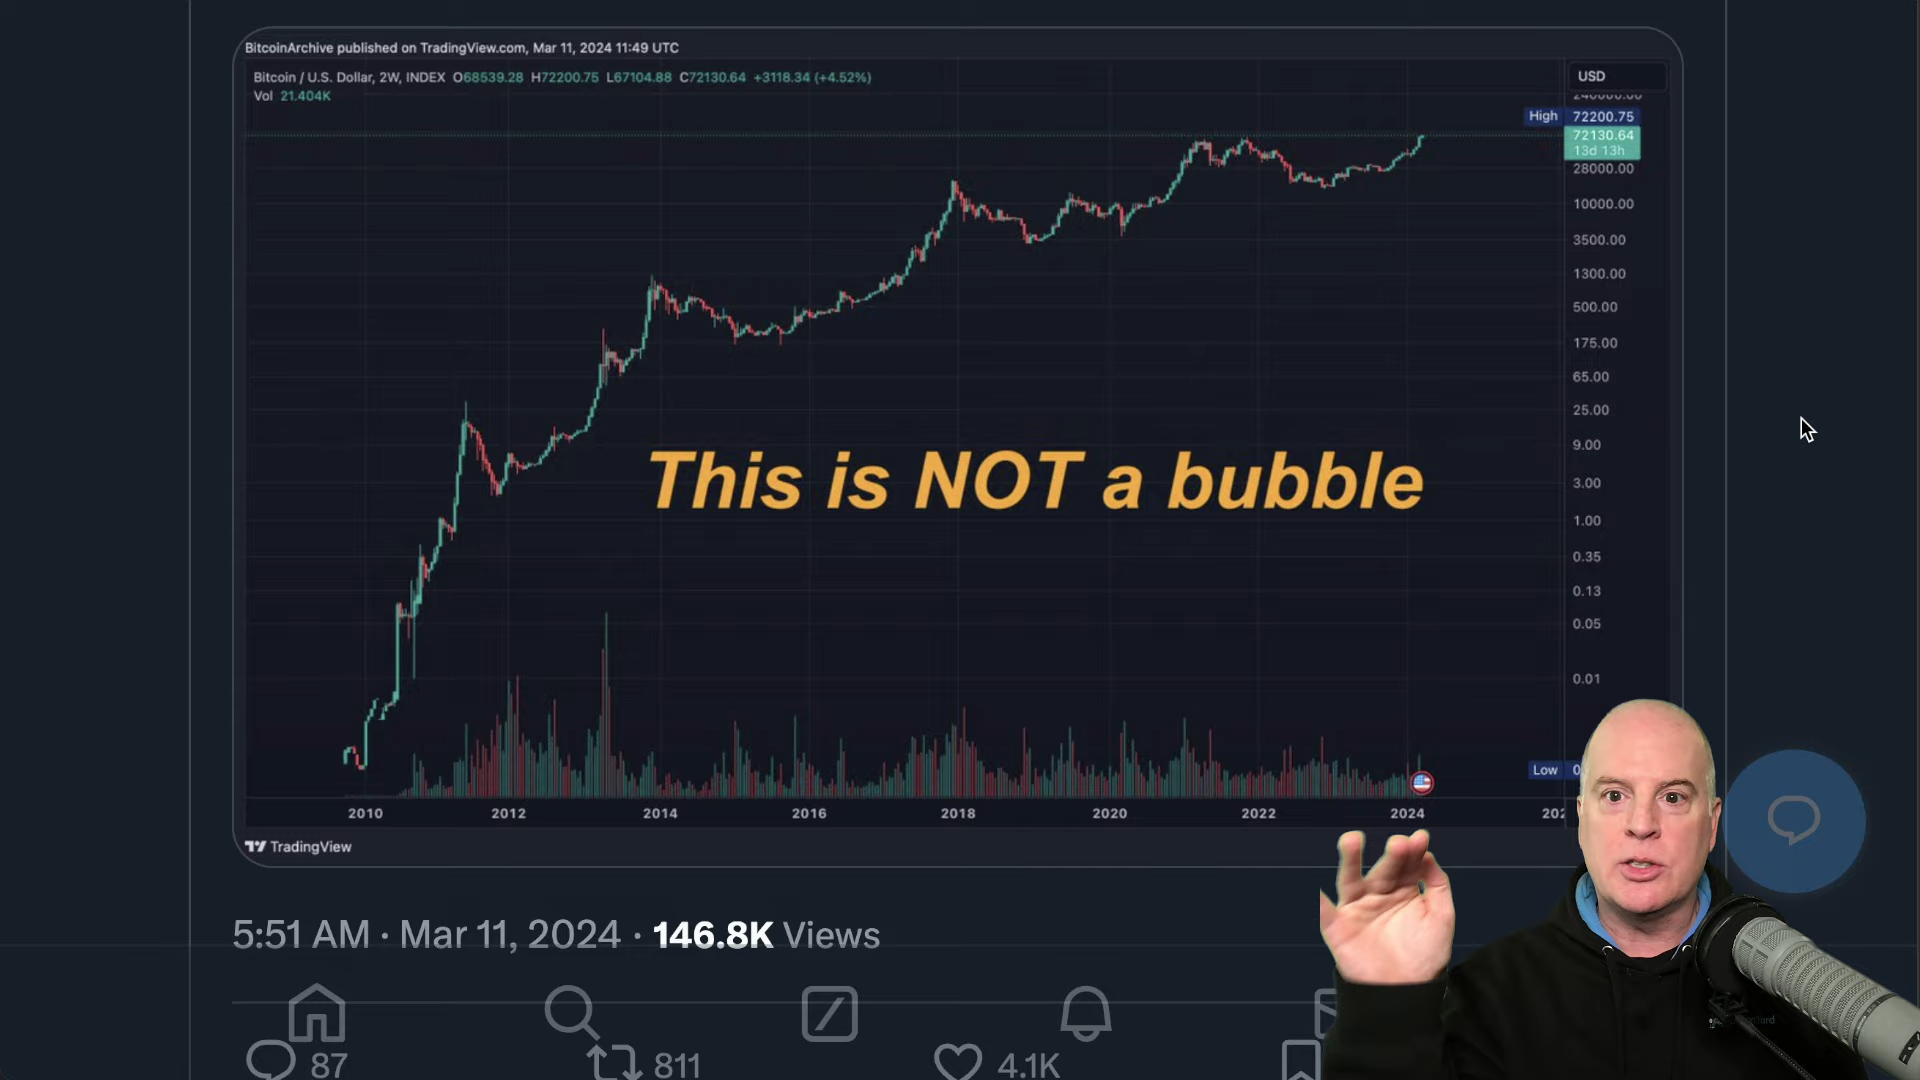 BitcoinArchive published on TradingView.com, Mar 11, 2024 11:49 UTC
Bitcoin / U.S. Dollar, 2W, INDEX O68539.28 H72200.75 L67104.88 C72130.64 +3118.34 (+4.52%)
Vol 21.404K
USD
240000.00
High 72200.75
72130.64
13d 13h
28000.00
10000.00
3500.00
1300.00
500.00
175.00
65.00
25.00
9.00
This is NOT a bubble
3.00
1.00
0.35
0.13
0.05
0.01
Low 0
2010 2012 2014 2016 2018 2020 2022 2024 202
TradingView
5:51 AM · Mar 11, 2024 · 146.8K Views
87 811 4.1K